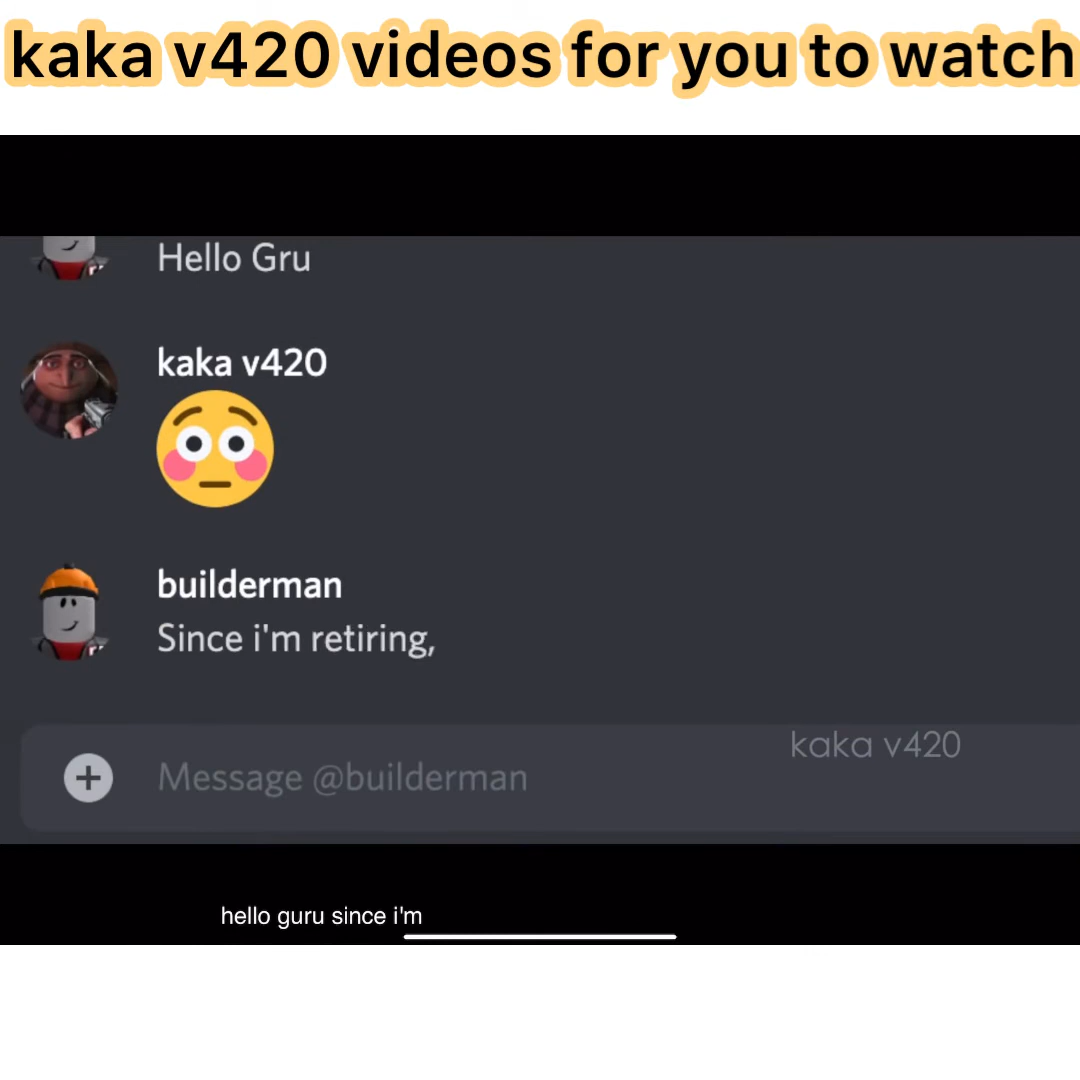 kaka v420 videos for you to watch
Hello Gru
kaka v420
builderman
Since i'm retiring,
kaka v420
Message @builderman
hello guru since i'm